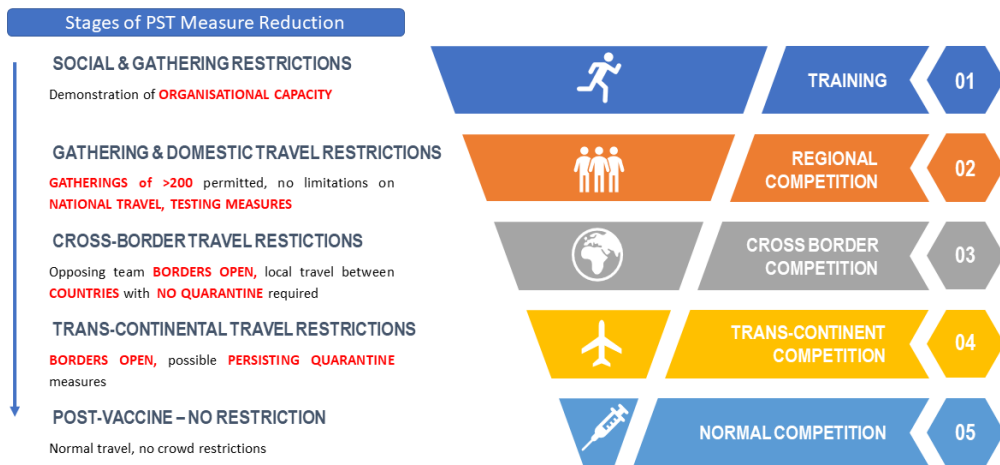 Stages of PST Measure Reduction
SOCIAL & GATHERING RESTRICTIONS
Demonstration of ORGANISATIONAL CAPACITY
TRAINING
01
GATHERING & DOMESTIC TRAVEL RESTRICTIONS
GATHERINGS of >200 permitted, no limitations on
NATIONAL TRAVEL, TESTING MEASURES
REGIONAL
COMPETITION
02
CROSS-BORDER TRAVEL RESTICTIONS
Opposing team BORDERS OPEN, local travel between
COUNTRIES with NO QUARANTINE required
CROSS BORDER
COMPETITION
03
TRANS-CONTINENTAL TRAVEL RESTRICTIONS
BORDERS OPEN, possible PERSISTING QUARANTINE
measures
TRANS-CONTINENT
COMPETITION
04
POST-VACCINE – NO RESTRICTION
Normal travel, no crowd restrictions
NORMAL COMPETITION
05